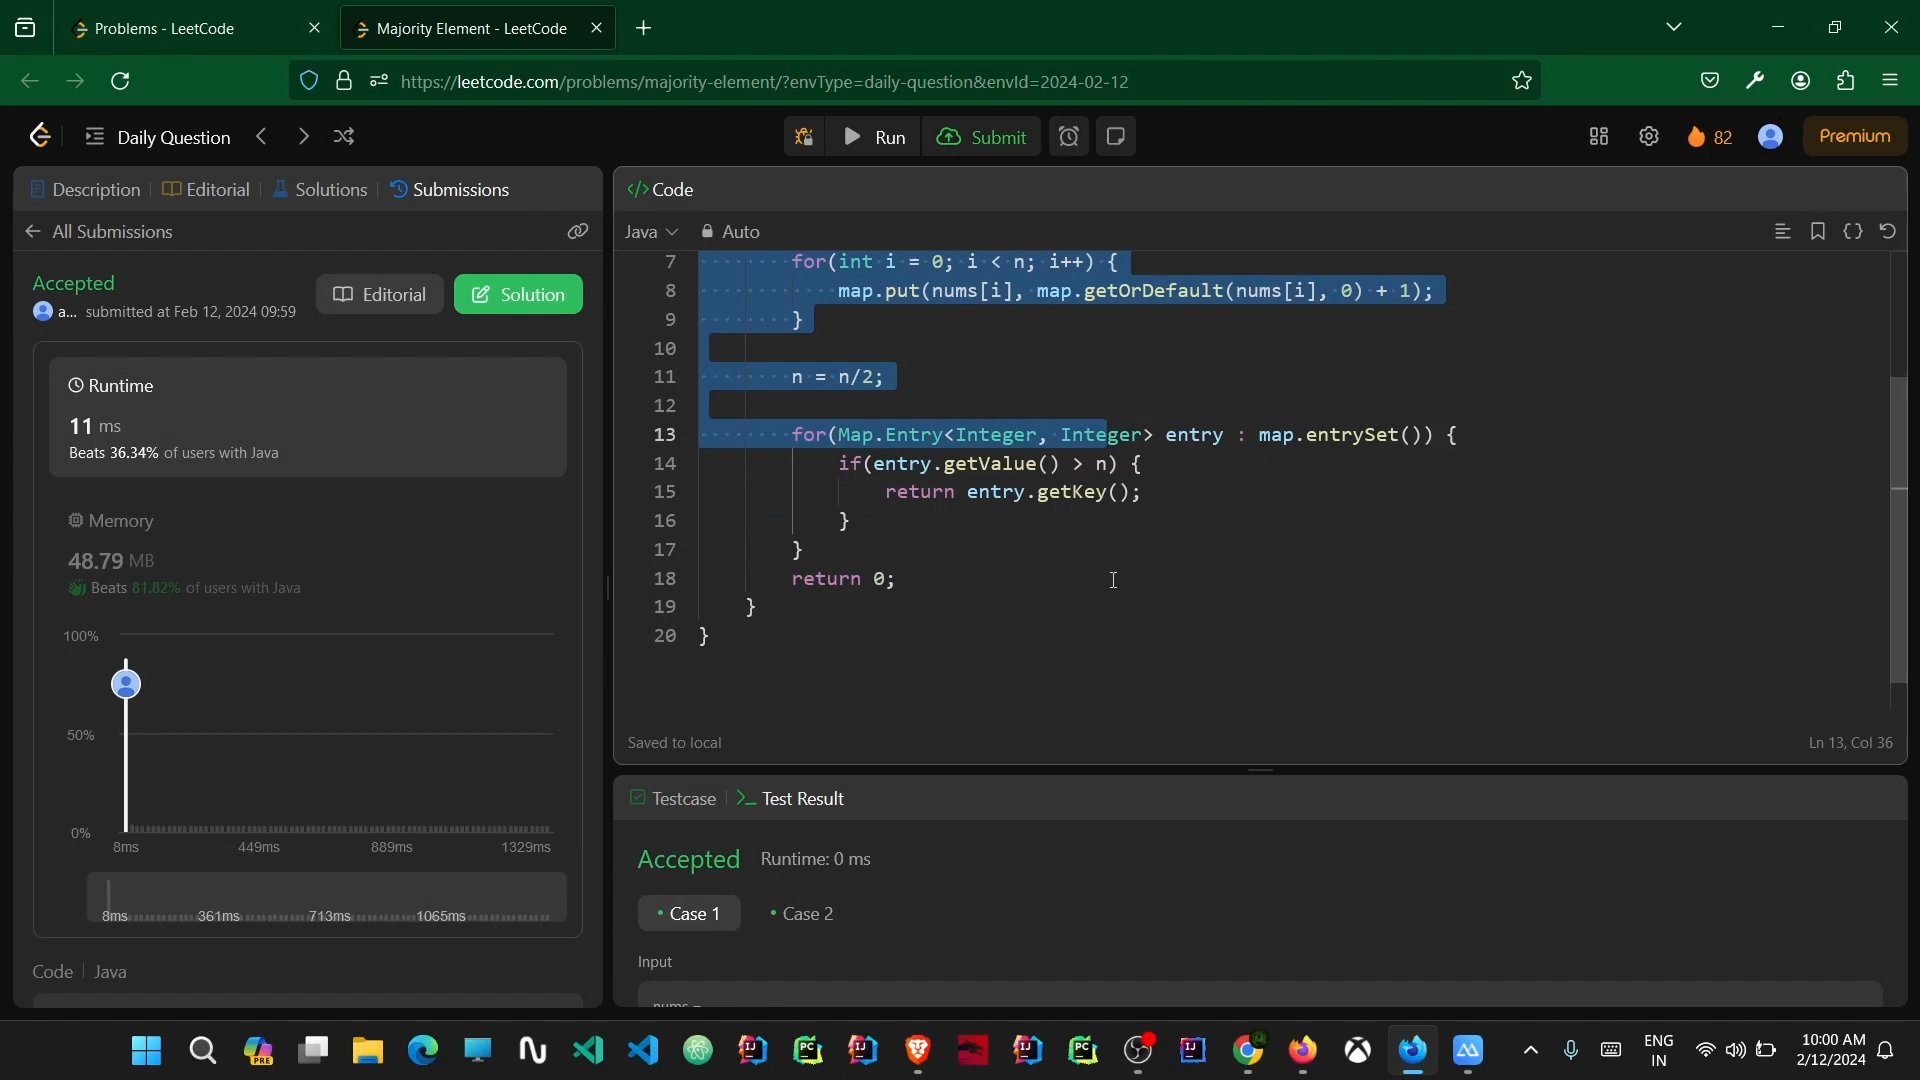 Problems - LeetCode
Majority Element - LeetCode
https://leetcode.com/problems/majority-element/?envType=daily-question&envId=2024-02-12
Daily Question
Run
Submit
82
Premium
Description
Editorial
Solutions
Submissions
All Submissions
Accepted
a... submitted at Feb 12, 2024 09:59
Editorial
Solution
Runtime
11 ms
Beats 36.34% of users with Java
Memory
48.79 MB
Beats 81.82% of users with Java
100%
50%
0%
8ms 449ms 889ms 1329ms
8ms 361ms 713ms 1065ms
Code Java
</> Code
Java Auto
7 for(int i = 0; i < n; i++) {
8 map.put(nums[i], map.getOrDefault(nums[i], 0) + 1);
9 }
10
11 n = n/2;
12
13 for(Map.Entry<Integer, Integer> entry : map.entrySet()) {
14 if(entry.getValue() > n) {
15 return entry.getKey();
16 }
17 }
18 return 0;
19 }
20 }
Saved to local
Ln 13, Col 36
Testcase
Test Result
Accepted Runtime: 0 ms
Case 1
Case 2
Input
PRE
IJ
PC
IJ
IJ
PC
IJ
ENG
IN
10:00 AM
2/12/2024